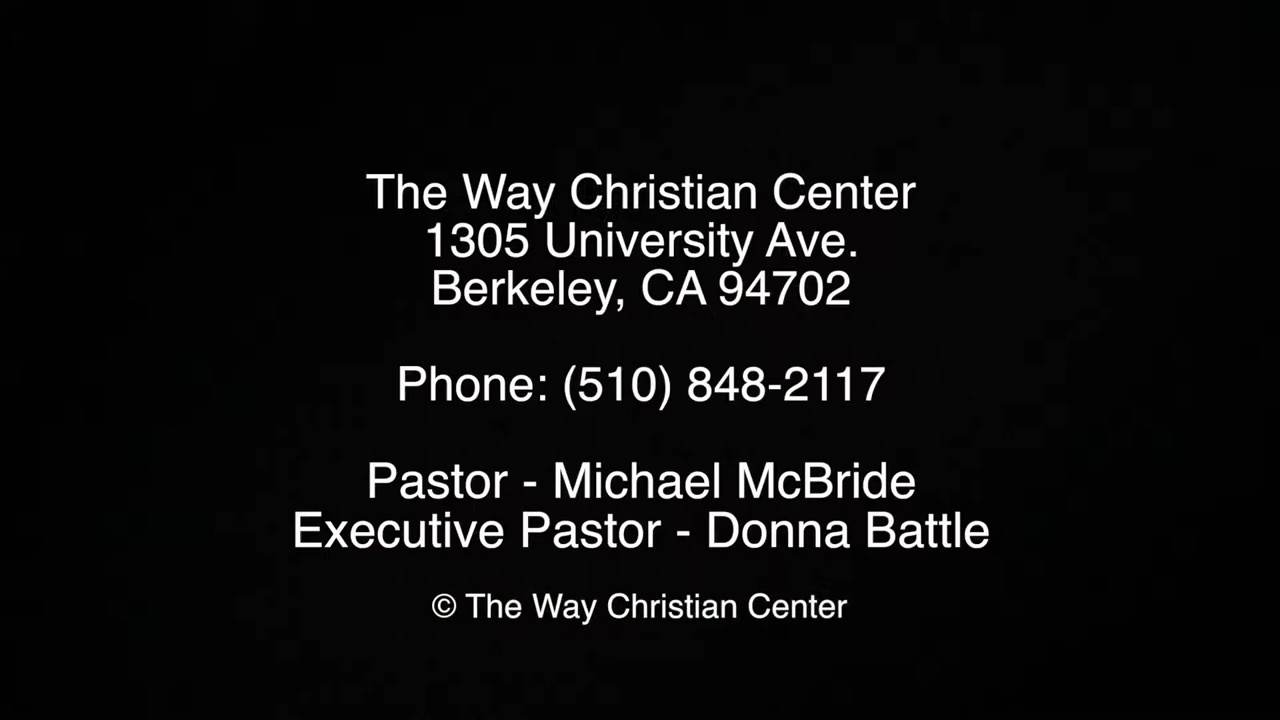 The Way Christian Center
1305 University Ave.
Berkeley, CA 94702
Phone: (510) 848-2117
Pastor - Michael McBride
Executive Pastor - Donna Battle
© The Way Christian Center